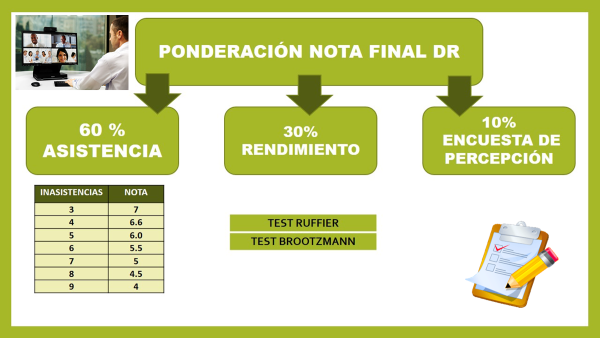 PONDERACIÓN NOTA FINAL DR
60 %
ASISTENCIA
30%
RENDIMIENTO
10%
ENCUESTA DE
PERCEPCIÓN
INASISTENCIAS NOTA
3 7
4 6.6
5 6.0
6 5.5
7 5
8 4.5
9 4
TEST RUFFIER
TEST BROOTZMANN